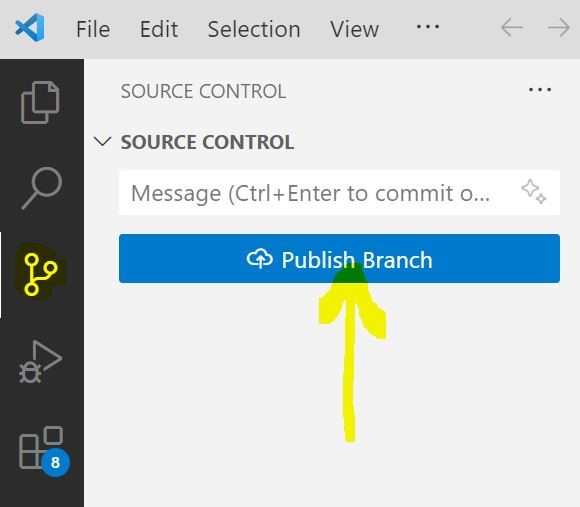 File Edit Selection View ...
SOURCE CONTROL ...
SOURCE CONTROL
Message (Ctrl+Enter to commit o...
Publish Branch
8